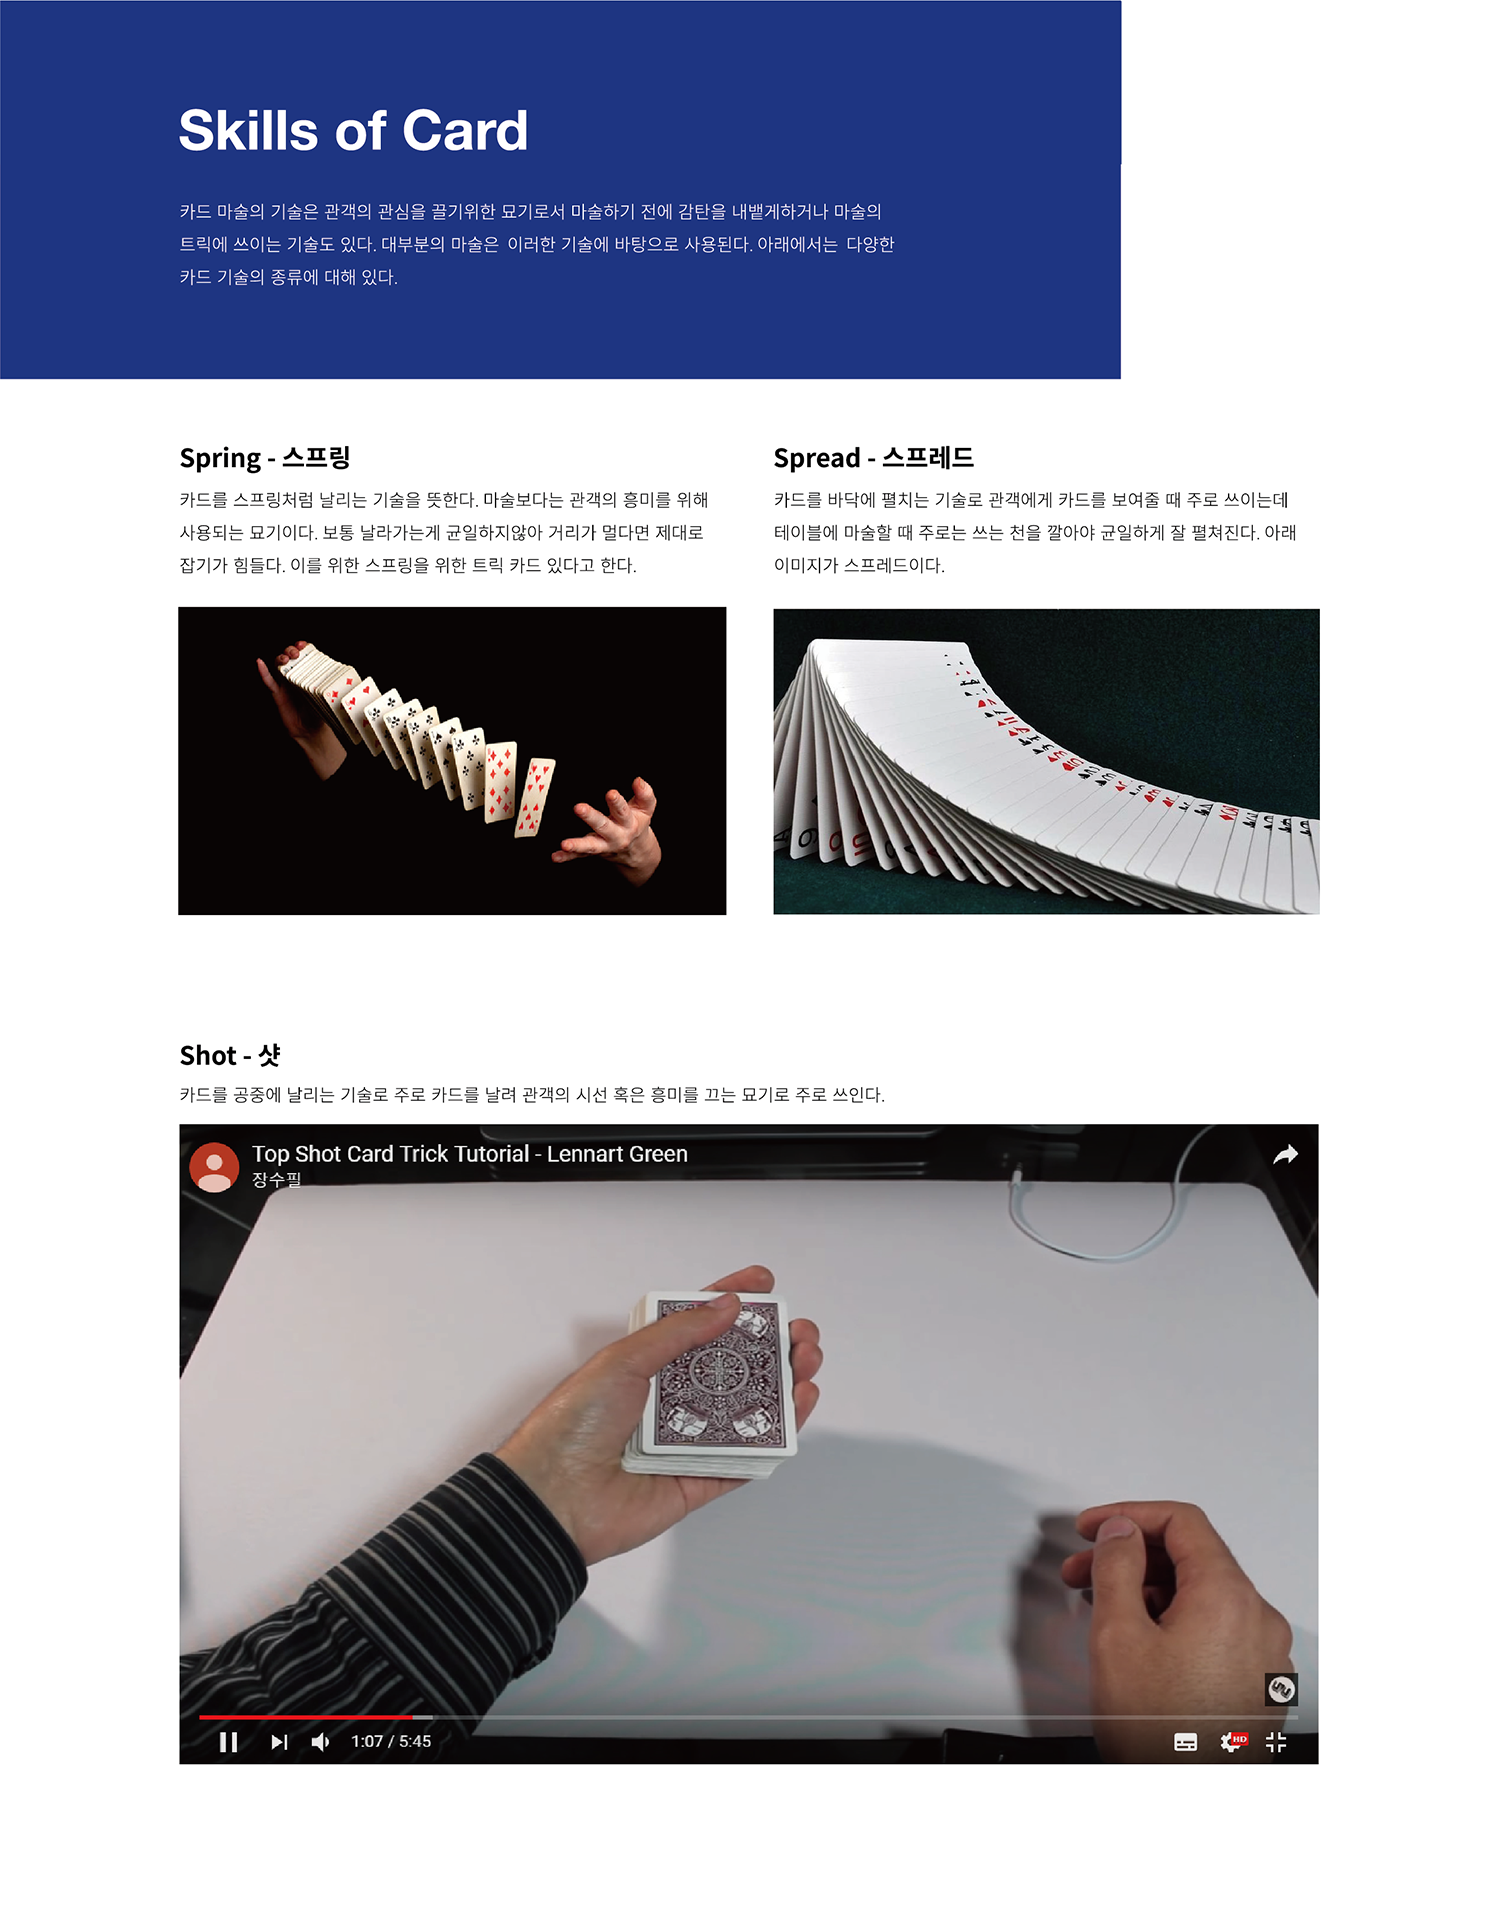 Skills of Card
카드 마술의 기술은 관객의 관심을 끌기위한 묘기로서 마술하기 전에 감탄을 내뱉게하거나 마술의
트릭에 쓰이는 기술도 있다. 대부분의 마술은 이러한 기술에 바탕으로 사용된다. 아래에서는 다양한
카드 기술의 종류에 대해 있다.
Spring - 스프링
카드를 스프링처럼 날리는 기술을 뜻한다. 마술보다는 관객의 흥미를 위해
사용되는 묘기이다. 보통 날라가는게 균일하지않아 거리가 멀다면 제대로
잡기가 힘들다. 이를 위한 스프링을 위한 트릭 카드 있다고 한다.
Spread - 스프레드
카드를 바닥에 펼치는 기술로 관객에게 카드를 보여줄 때 주로 쓰이는데
테이블에 마술할 때 주로는 쓰는 천을 깔아야 균일하게 잘 펼쳐진다. 아래
이미지가 스프레드이다.
Shot - 샷
카드를 공중에 날리는 기술로 주로 카드를 날려 관객의 시선 혹은 흥미를 끄는 묘기로 주로 쓰인다.
Top Shot Card Trick Tutorial - Lennart Green
장수필
1:07 / 5:45
HD